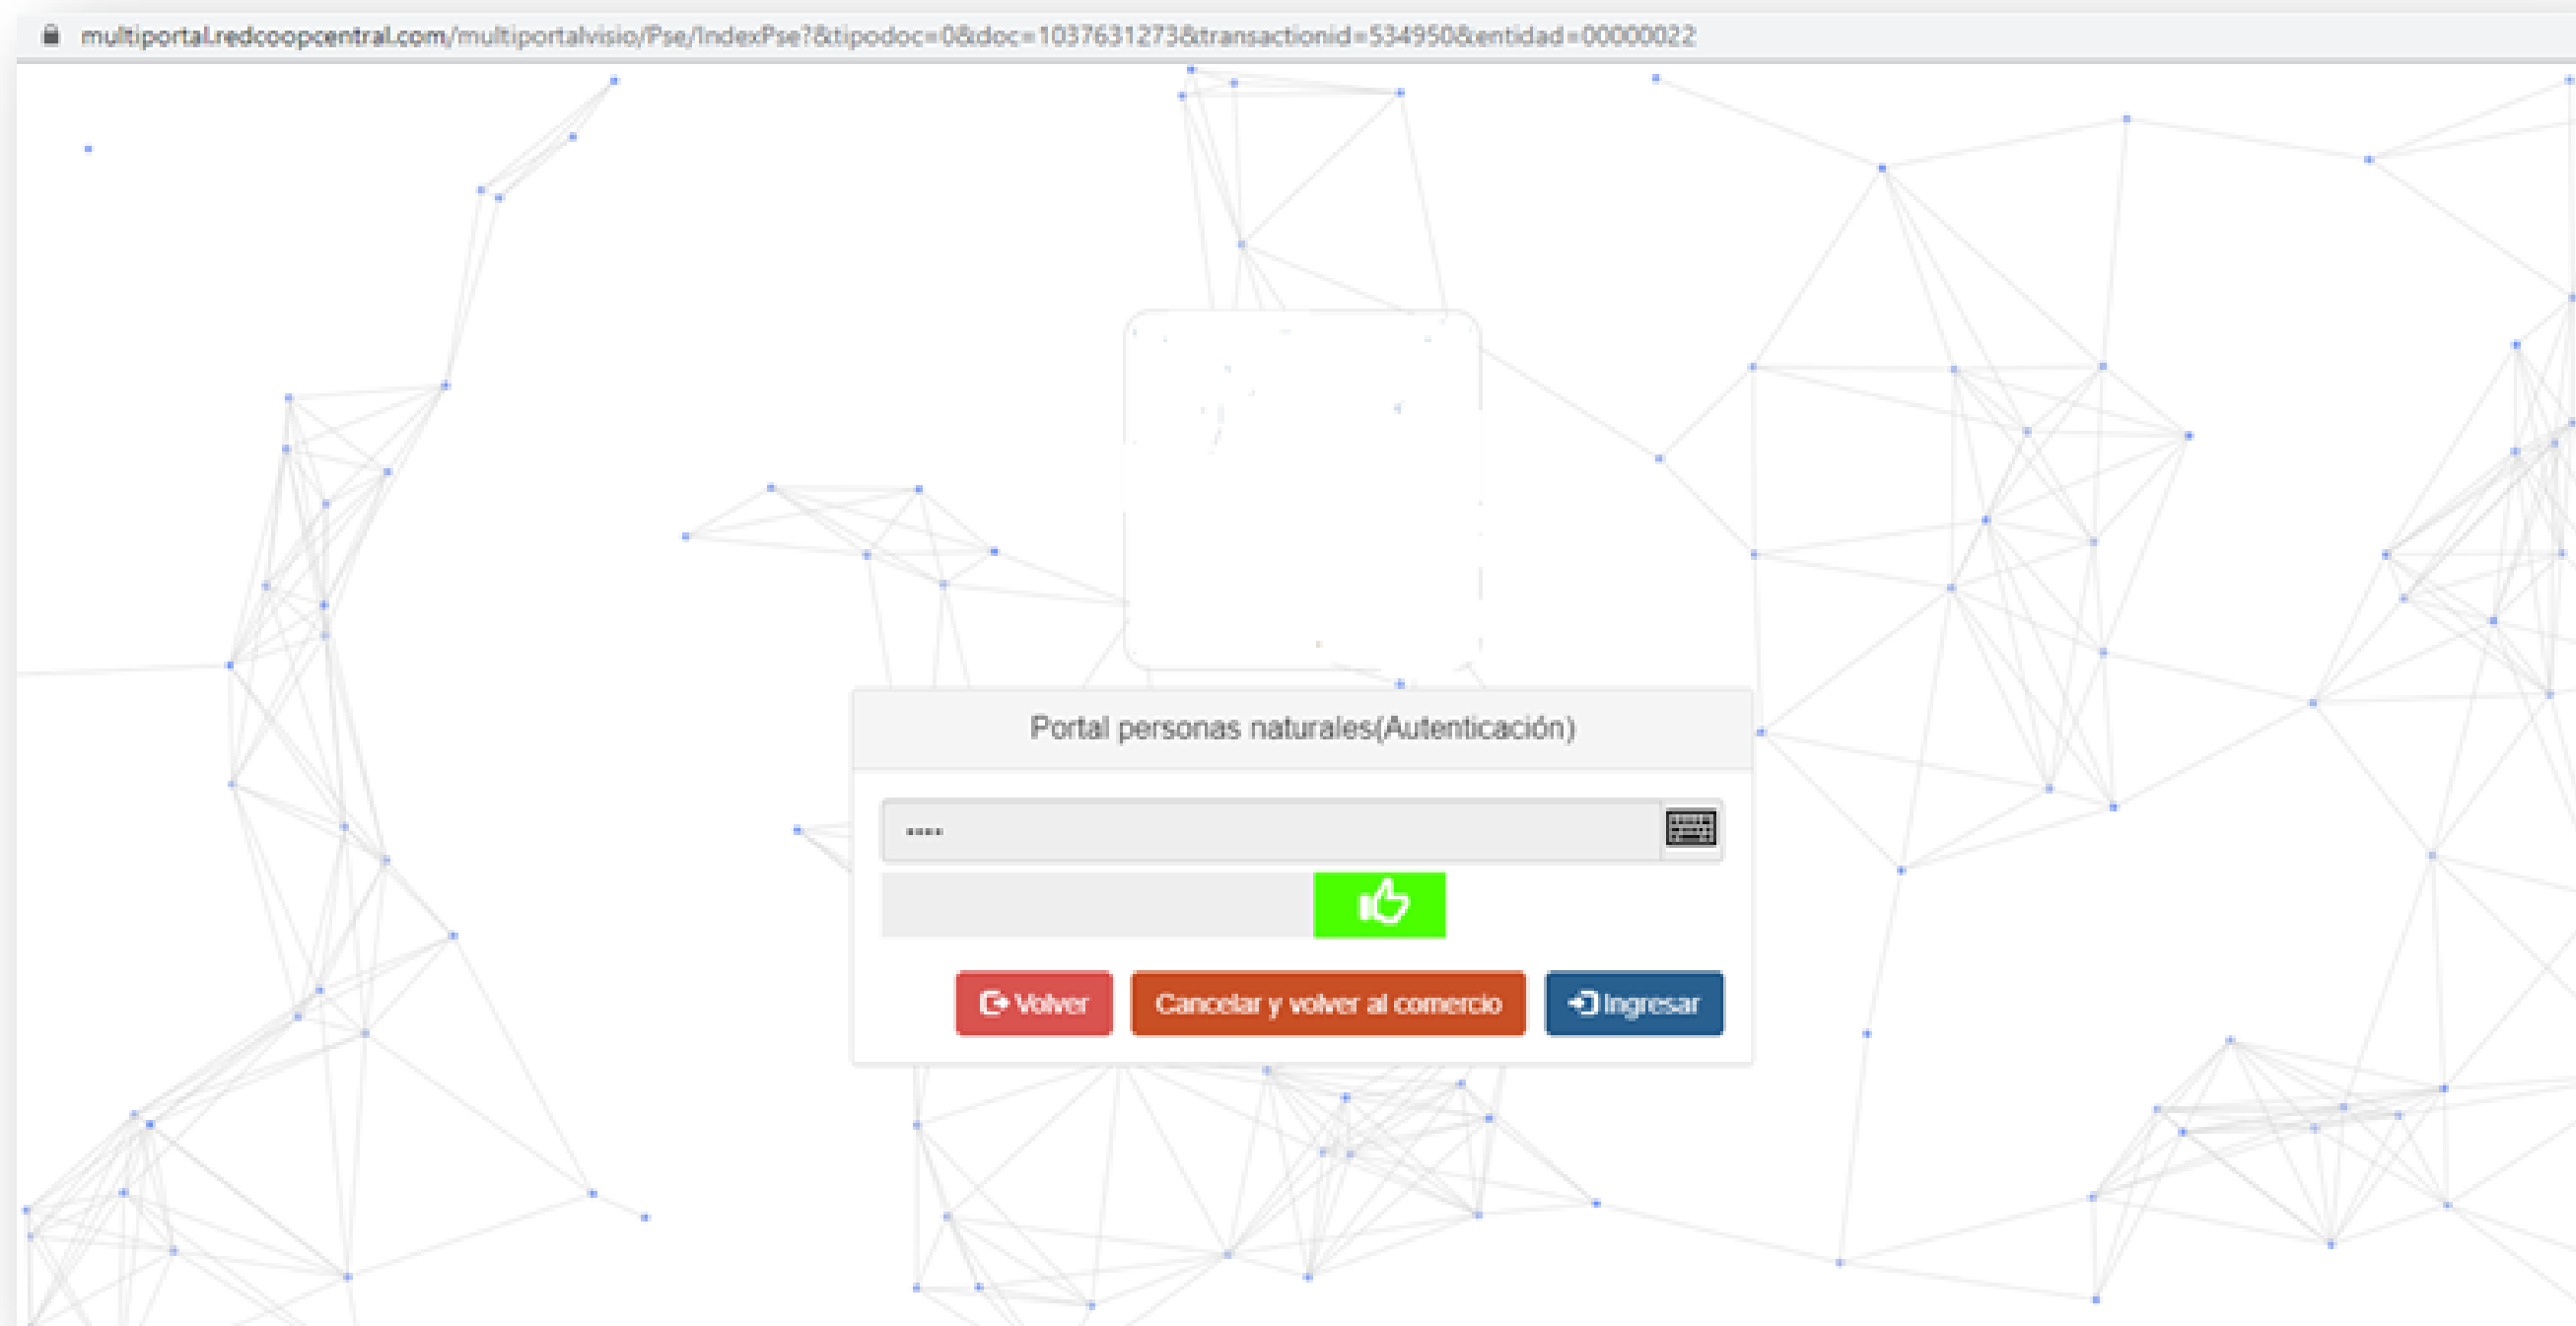 multiportal.redcoopcentral.com/multiportalvisio/Pse/IndexPse?&tipodoc=0&doc=1037631273&transactionid=534950&entidad=00000022
Portal personas naturales(Autenticación)
Volver
Cancelar y volver al comercio
Ingresar